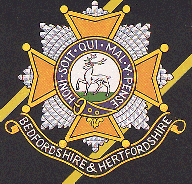 HONI · SOIT · QUI · MAL · Y · PENSE
BEDFORDSHIRE & HERTFORDSHIRE